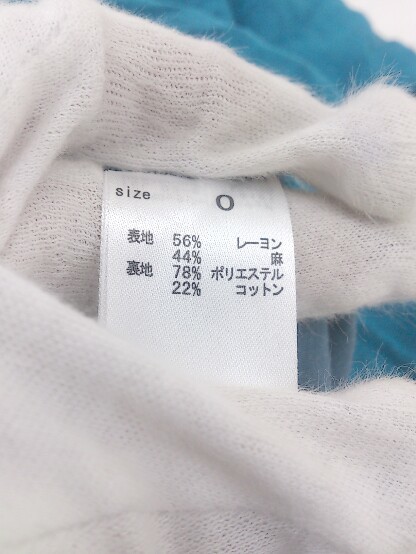 size O
表地 56% レーヨン
44% 麻
裏地 78% ポリエステル
22% コットン